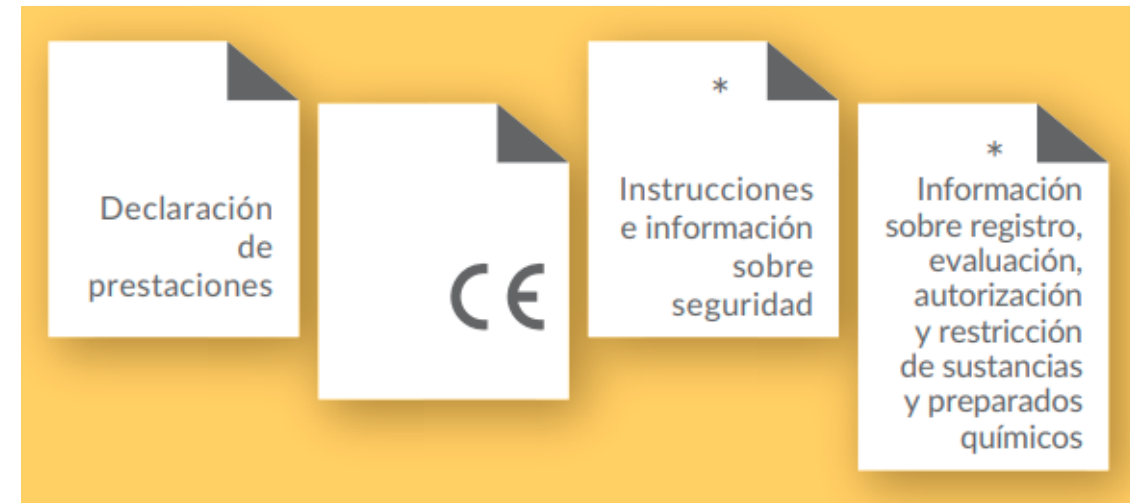 Declaración
de
prestaciones
CE
*
Instrucciones
e información
sobre
seguridad
*
Información
sobre registro,
evaluación,
autorización
y restricción
de sustancias
y preparados
químicos